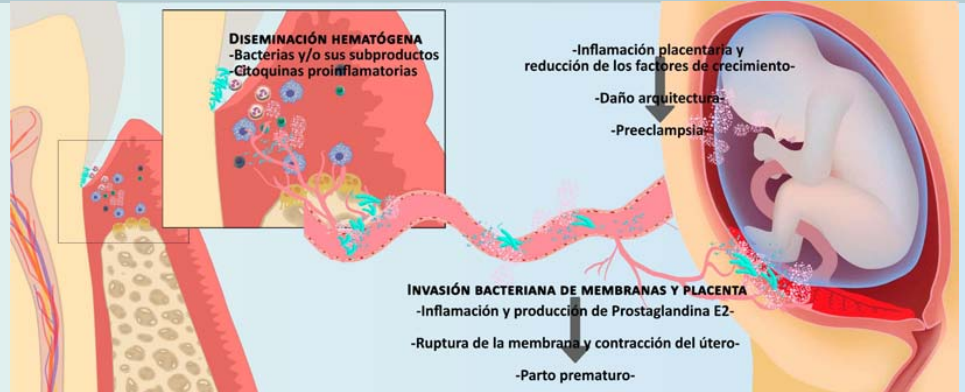 DISEMINACIÓN HEMATÓGENA
-Bacterias y/o sus subproductos
-Citoquinas proinflamatorias
-Inflamación placentaria y
reducción de los factores de crecimiento-
-Daño arquitectura-
-Preeclampsia-
INVASIÓN BACTERIANA DE MEMBRANAS Y PLACENTA
-Inflamación y producción de Prostaglandina E2-
-Ruptura de la membrana y contracción del útero-
-Parto prematuro-